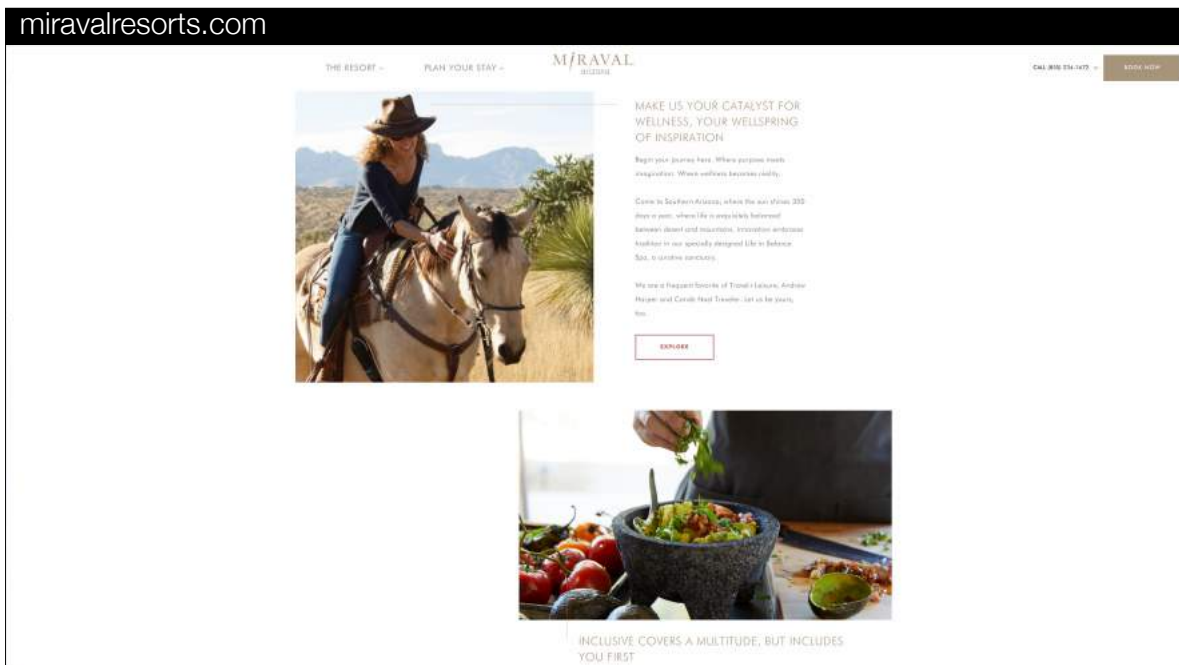 miravalresorts.com
THE RESORT
PLAN YOUR STAY
MIRAVAL
ARIZONA
BOOK NOW
MAKE US YOUR CATALYST FOR
WELLNESS, YOUR WELLSPRING
OF INSPIRATION
Begin your journey here. Where purpose meets
imagination. Where wellness becomes reality.
Come to Southern Arizona, where the sun shines 350
days a year, where life is exquisitely balanced
between desert and mountains. Innovation embraces
tradition in our specially designed Life in Balance
Spa, a curative sanctuary.
We are a frequent favorite of Travel+Leisure, Andrew
Harper and Condé Nast Traveler. Let us be yours,
too.
EXPLORE
INCLUSIVE COVERS A MULTITUDE, BUT INCLUDES
YOU FIRST